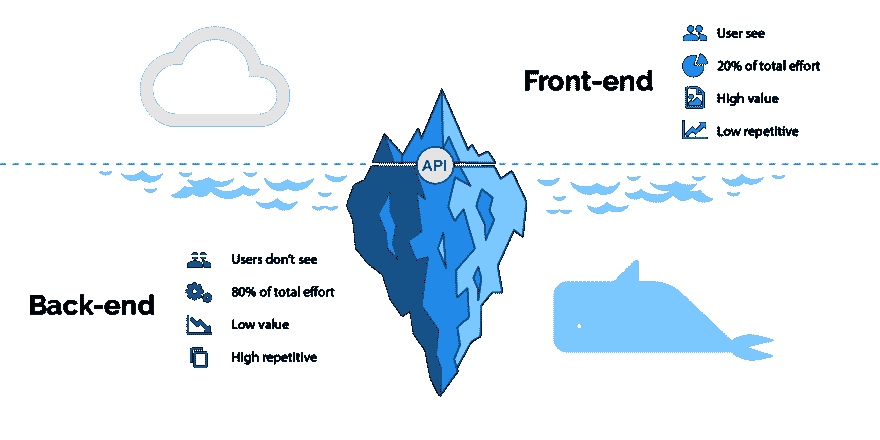 Front-end
User see
20% of total effort
High value
Low repetitive
API
Back-end
Users don't see
80% of total effort
Low value
High repetitive